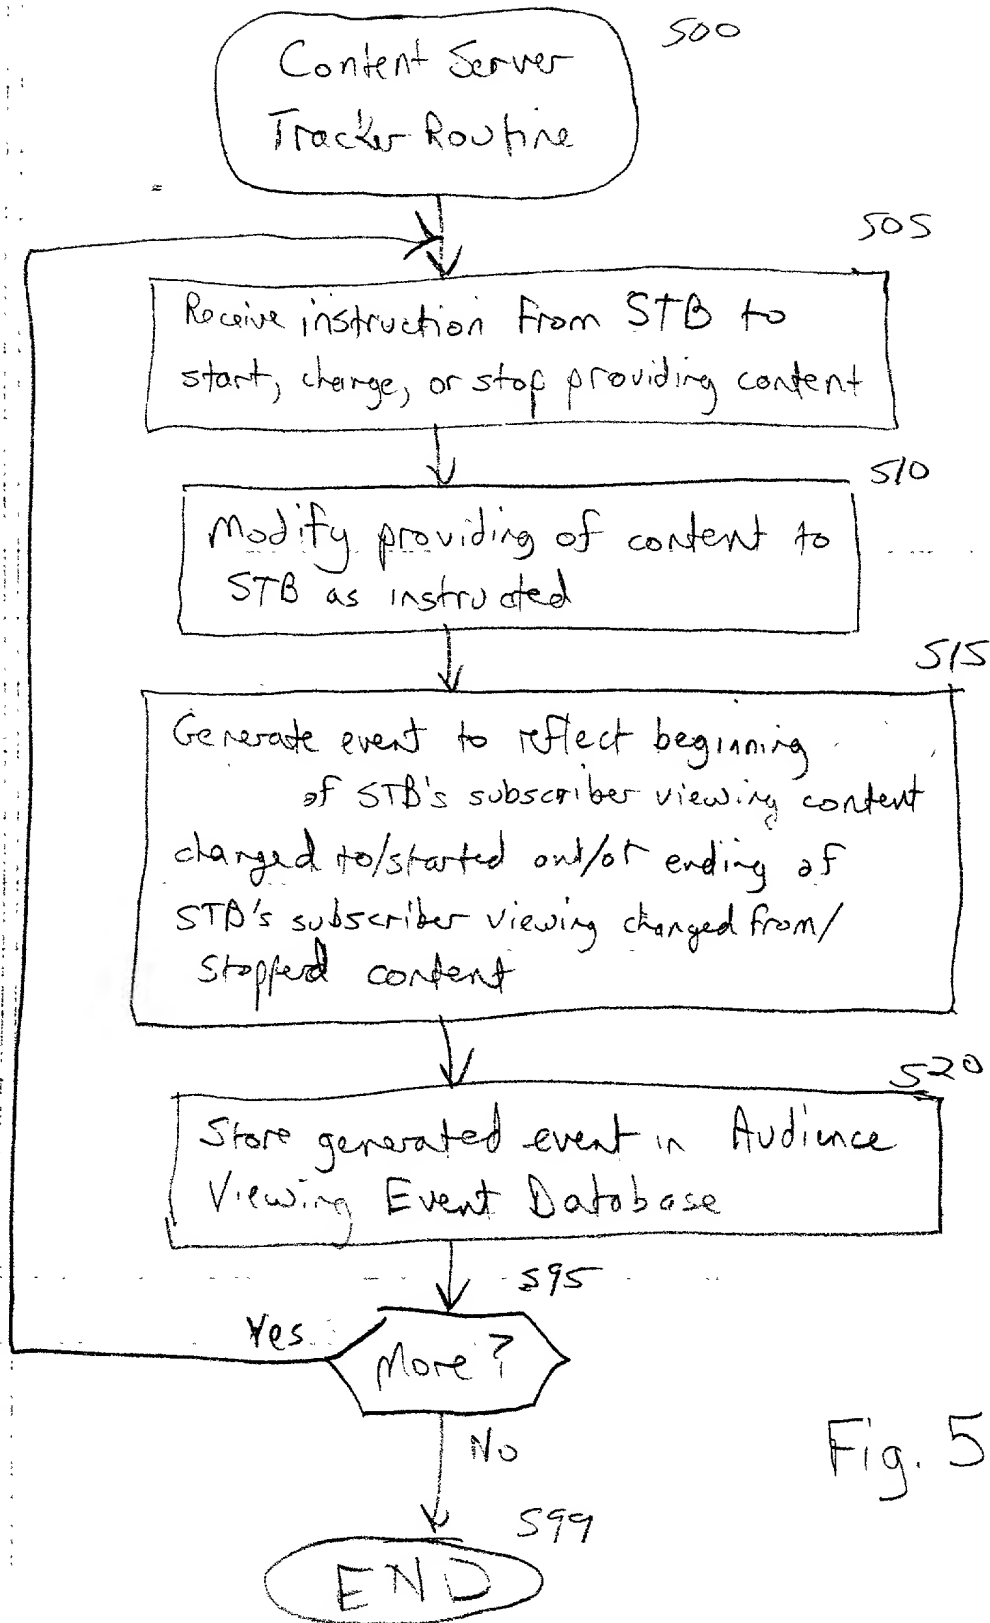 500
Content Server
Tracker Routine
505
Receive instruction from STB to
start, change, or stop providing content
510
Modify providing of content to
STB as instructed
515
Generate event to reflect beginning
of STB's subscriber viewing content
changed to/started and/or ending of
STB's subscriber viewing changed from/
stopped content
520
Store generated event in Audience
Viewing Event Database
595
Yes
More?
No
Fig. 5
599
END